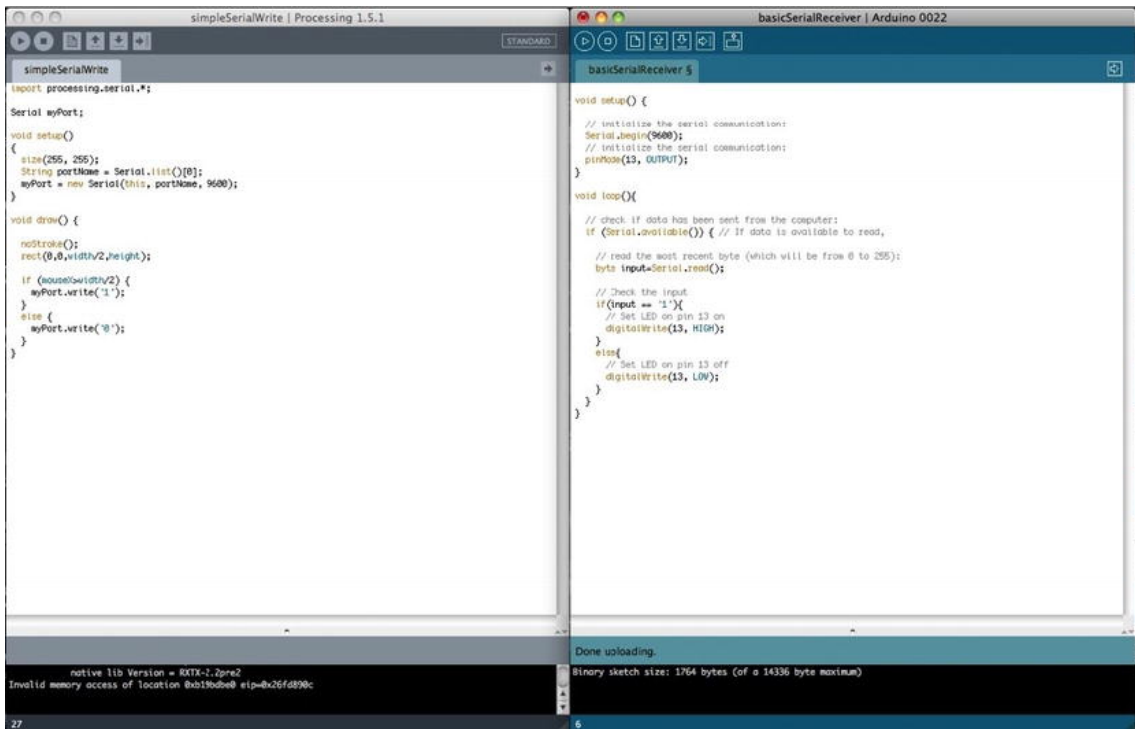 simpleSerialWrite | Processing 1.5.1
STANDARD
simpleSerialWrite
import processing.serial.*;
Serial myPort;
void setup()
{
size(255, 255);
String portName = Serial.list()[0];
myPort = new Serial(this, portName, 9600);
}
void draw() {
noStroke();
rect(0,0,width/2,height);
if (mouseX>width/2) {
myPort.write('1');
}
else {
myPort.write('0');
}
}
native lib Version = RXTX-2.2pre2
Invalid memory access of location 0xb19bdbe0 eip=0x26fd890c
27
basicSerialReceiver | Arduino 0022
basicSerialReceiver §
void setup() {
// initialize the serial communication:
Serial.begin(9600);
// initialize the serial communication:
pinMode(13, OUTPUT);
}
void loop(){
// check if data has been sent from the computer:
if (Serial.available()) { // If data is available to read,
// read the most recent byte (which will be from 0 to 255):
byte input=Serial.read();
// Check the input
if(input == '1'){
// Set LED on pin 13 on
digitalWrite(13, HIGH);
}
else{
// Set LED on pin 13 off
digitalWrite(13, LOW);
}
}
}
Done uploading.
Binary sketch size: 1764 bytes (of a 14336 byte maximum)
6